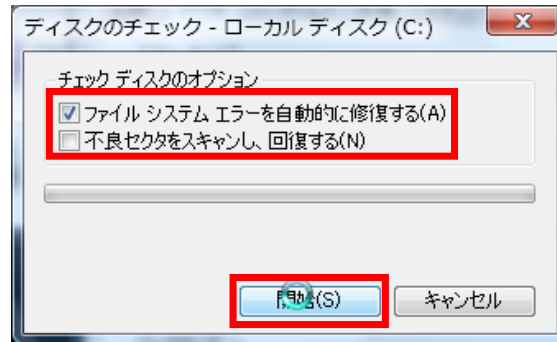 ディスクのチェック - ローカル ディスク (C:)
チェック ディスクのオプション
ファイル システム エラーを自動的に修復する(A)
不良セクタをスキャンし、回復する(N)
開始(S)
キャンセル